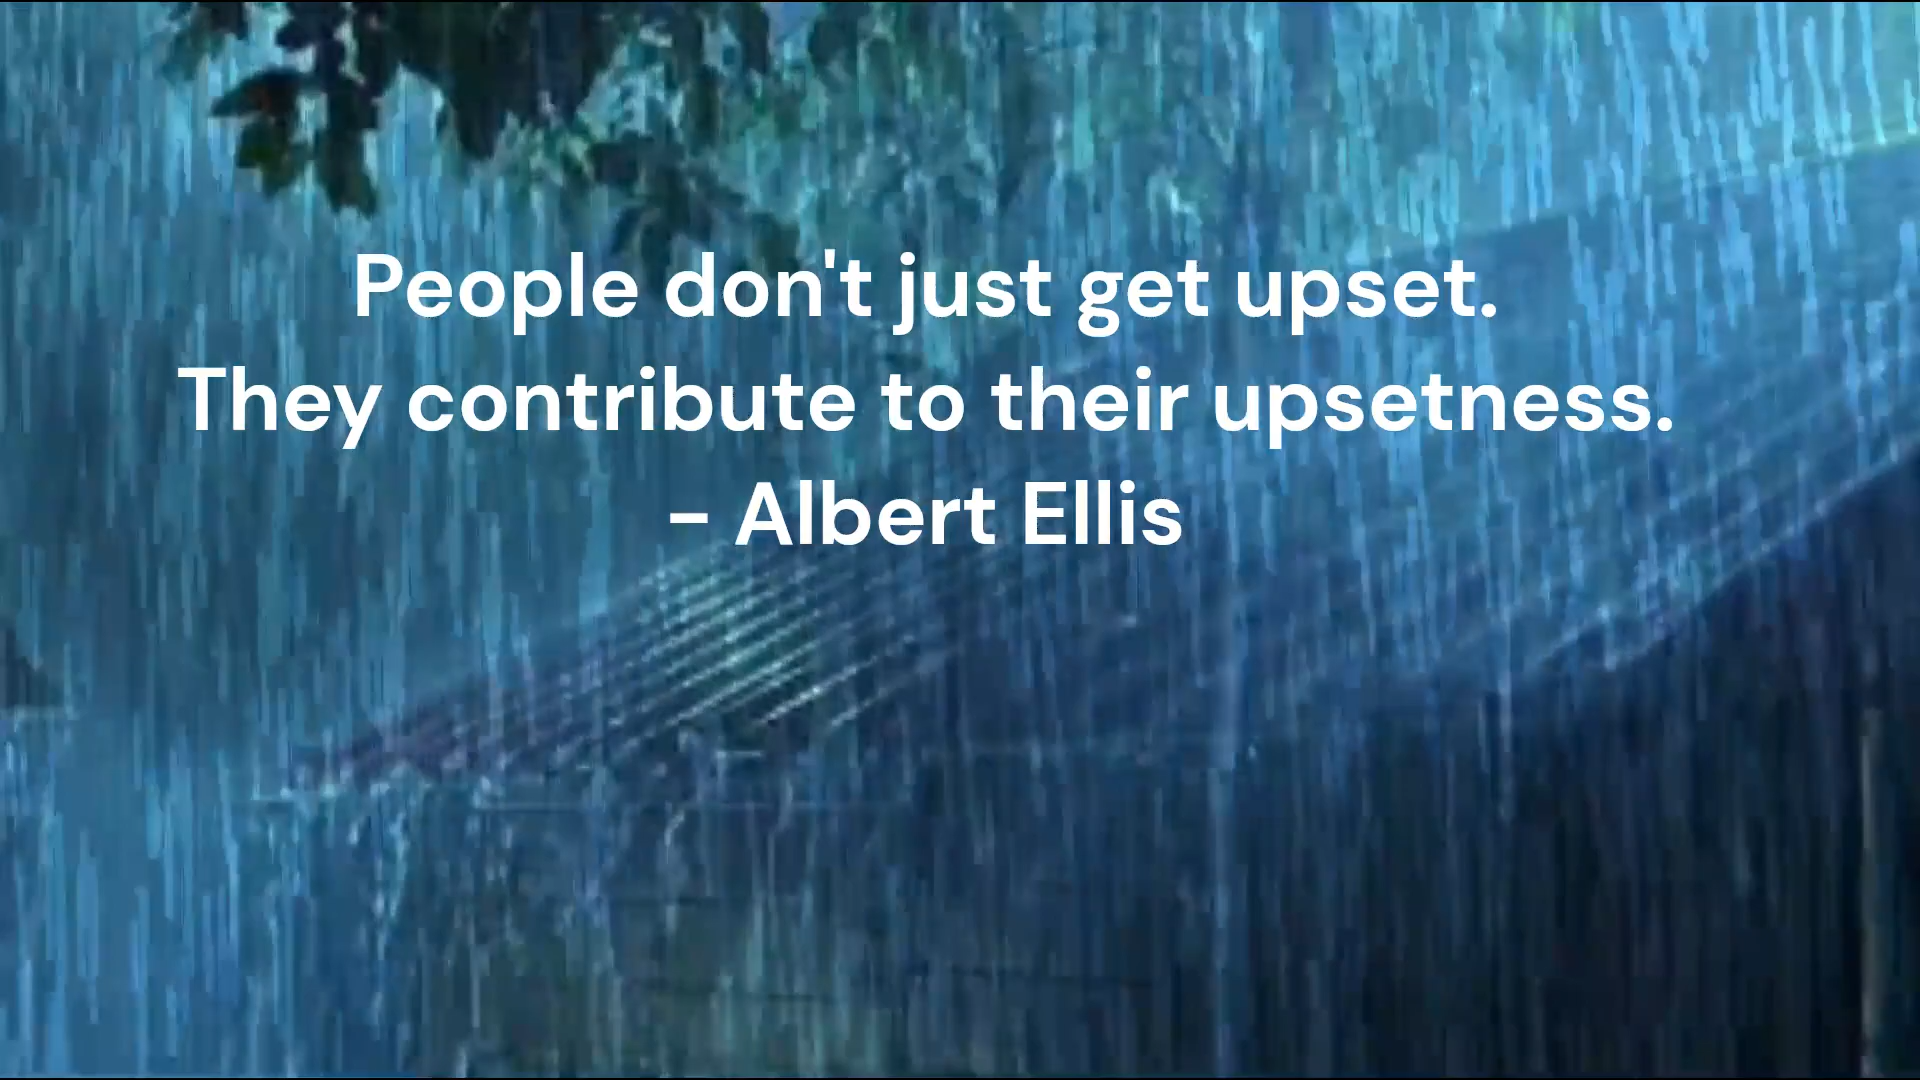 People don't just get upset.
They contribute to their upsetness.
– Albert Ellis